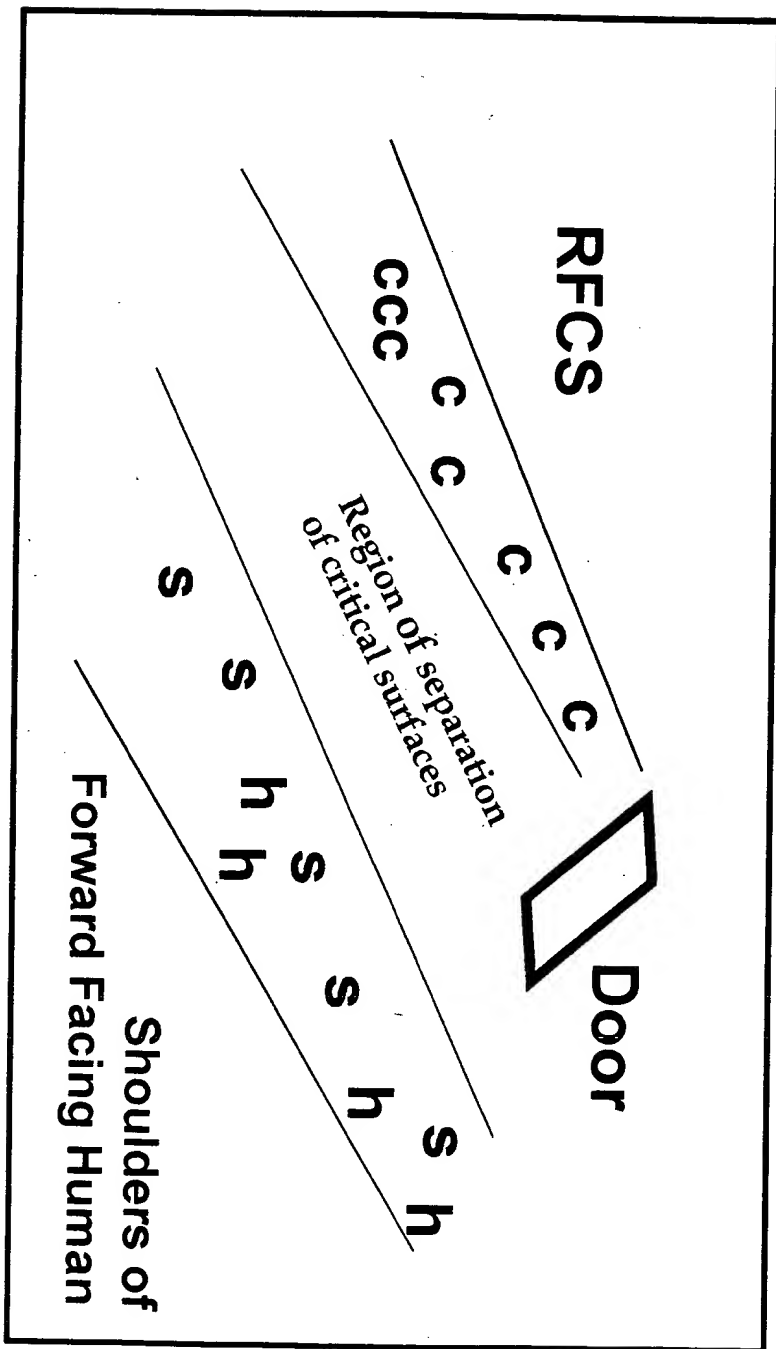 RFCS
Door
c
c
c
c c
ccc
Region of separation
of critical surfaces
s
h
h
s
s
h
h
s
s
Shoulders of
Forward Facing Human